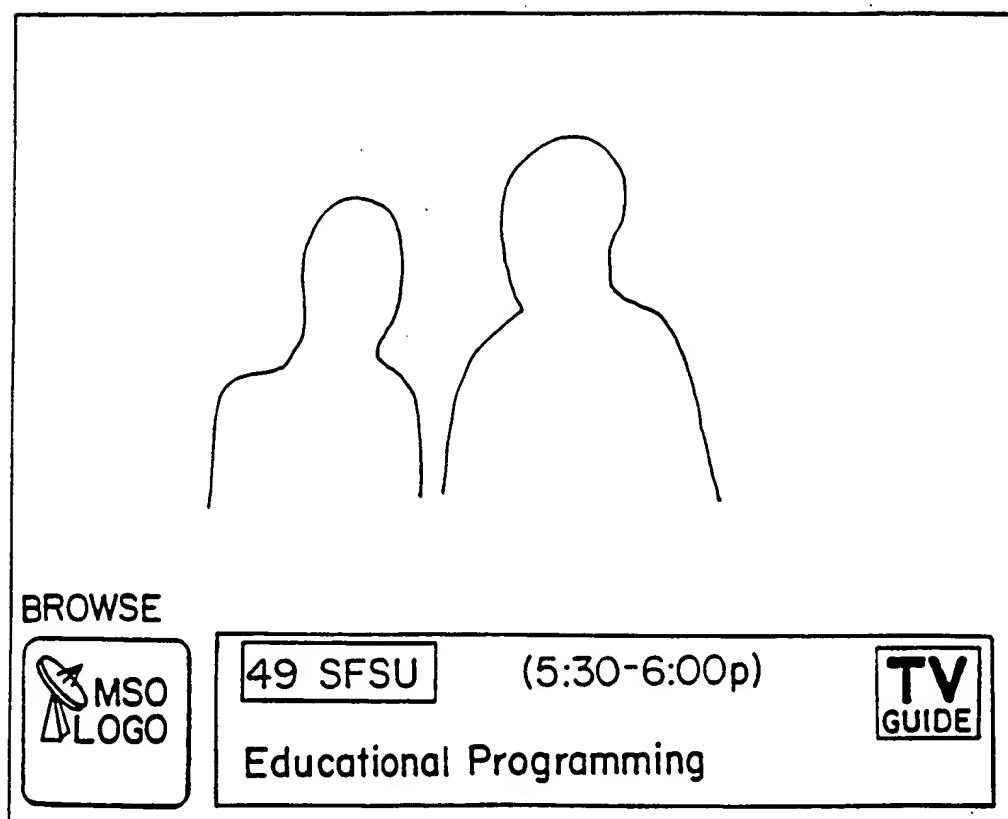 BROWSE
MSO
LOGO
49 SFSU (5:30-6:00p)
Educational Programming
TV
GUIDE